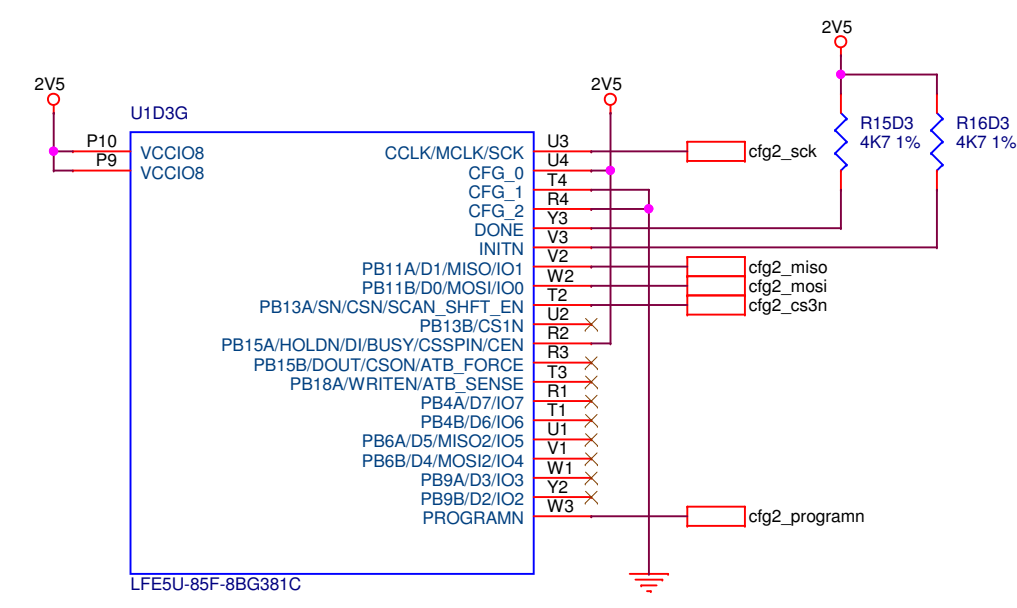 2V5
2V5
2V5
U1D3G
R15D3
4K7 1%
R16D3
4K7 1%
P10
VCCIO8
P9
VCCIO8
CCLK/MCLK/SCK
U3
cfg2_sck
CFG_0
U4
CFG_1
T4
CFG_2
R4
DONE
Y3
INITN
V3
PB11A/D1/MISO/IO1
V2
cfg2_miso
PB11B/D0/MOSI/IO0
W2
cfg2_mosi
PB13A/SN/CSN/SCAN_SHFT_EN
T2
cfg2_cs3n
PB13B/CS1N
U2
PB15A/HOLDN/DI/BUSY/CSSPIN/CEN
R2
PB15B/DOUT/CSON/ATB_FORCE
R3
PB18A/WRITEN/ATB_SENSE
T3
PB4A/D7/IO7
R1
PB4B/D6/IO6
T1
PB6A/D5/MISO2/IO5
U1
PB6B/D4/MOSI2/IO4
V1
PB9A/D3/IO3
W1
PB9B/D2/IO2
Y2
PROGRAMN
W3
cfg2_programn
LFE5U-85F-8BG381C